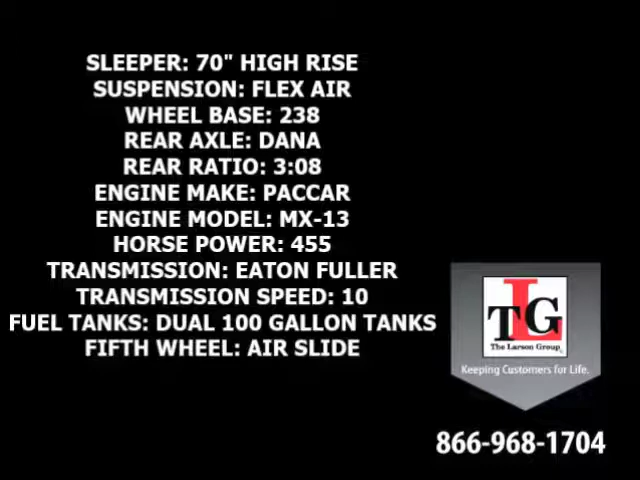 SLEEPER: 70" HIGH RISE
SUSPENSION: FLEX AIR
WHEEL BASE: 238
REAR AXLE: DANA
REAR RATIO: 3:08
ENGINE MAKE: PACCAR
ENGINE MODEL: MX-13
HORSE POWER: 455
TRANSMISSION: EATON FULLER
TRANSMISSION SPEED: 10
FUEL TANKS: DUAL 100 GALLON TANKS
FIFTH WHEEL: AIR SLIDE
TLG
The Larson Group
Keeping Customers for Life.
866-968-1704